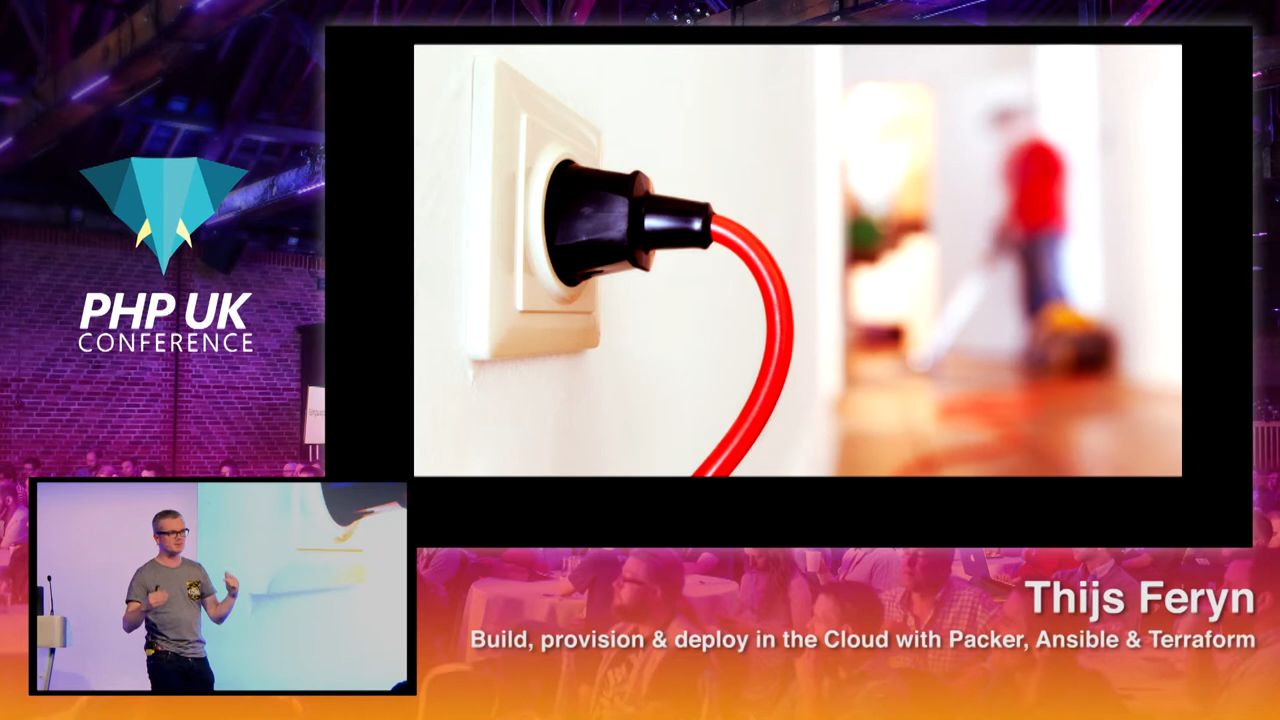 PHP UK
CONFERENCE
Thijs Feryn
Build, provision & deploy in the Cloud with Packer, Ansible & Terraform